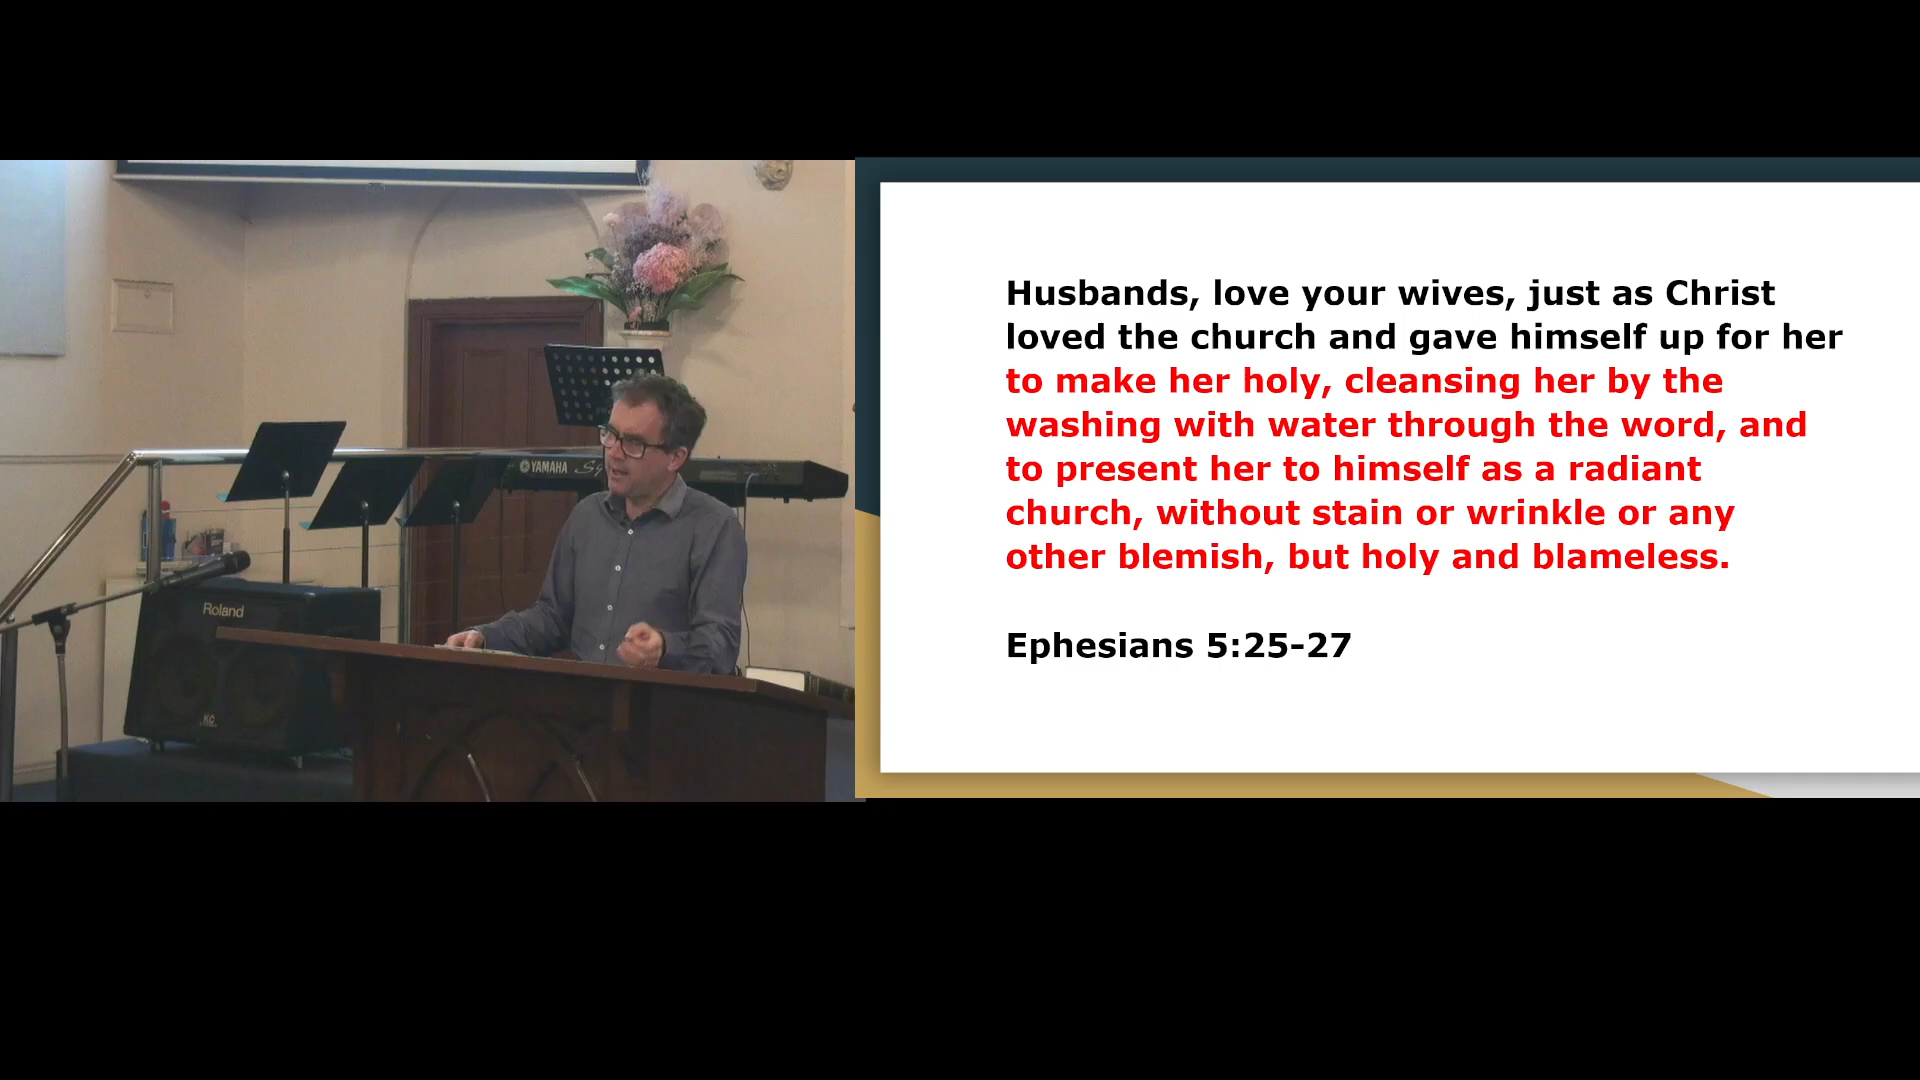 YAMAHA
Roland
KC
Husbands, love your wives, just as Christ
loved the church and gave himself up for her
to make her holy, cleansing her by the
washing with water through the word, and
to present her to himself as a radiant
church, without stain or wrinkle or any
other blemish, but holy and blameless.
Ephesians 5:25-27